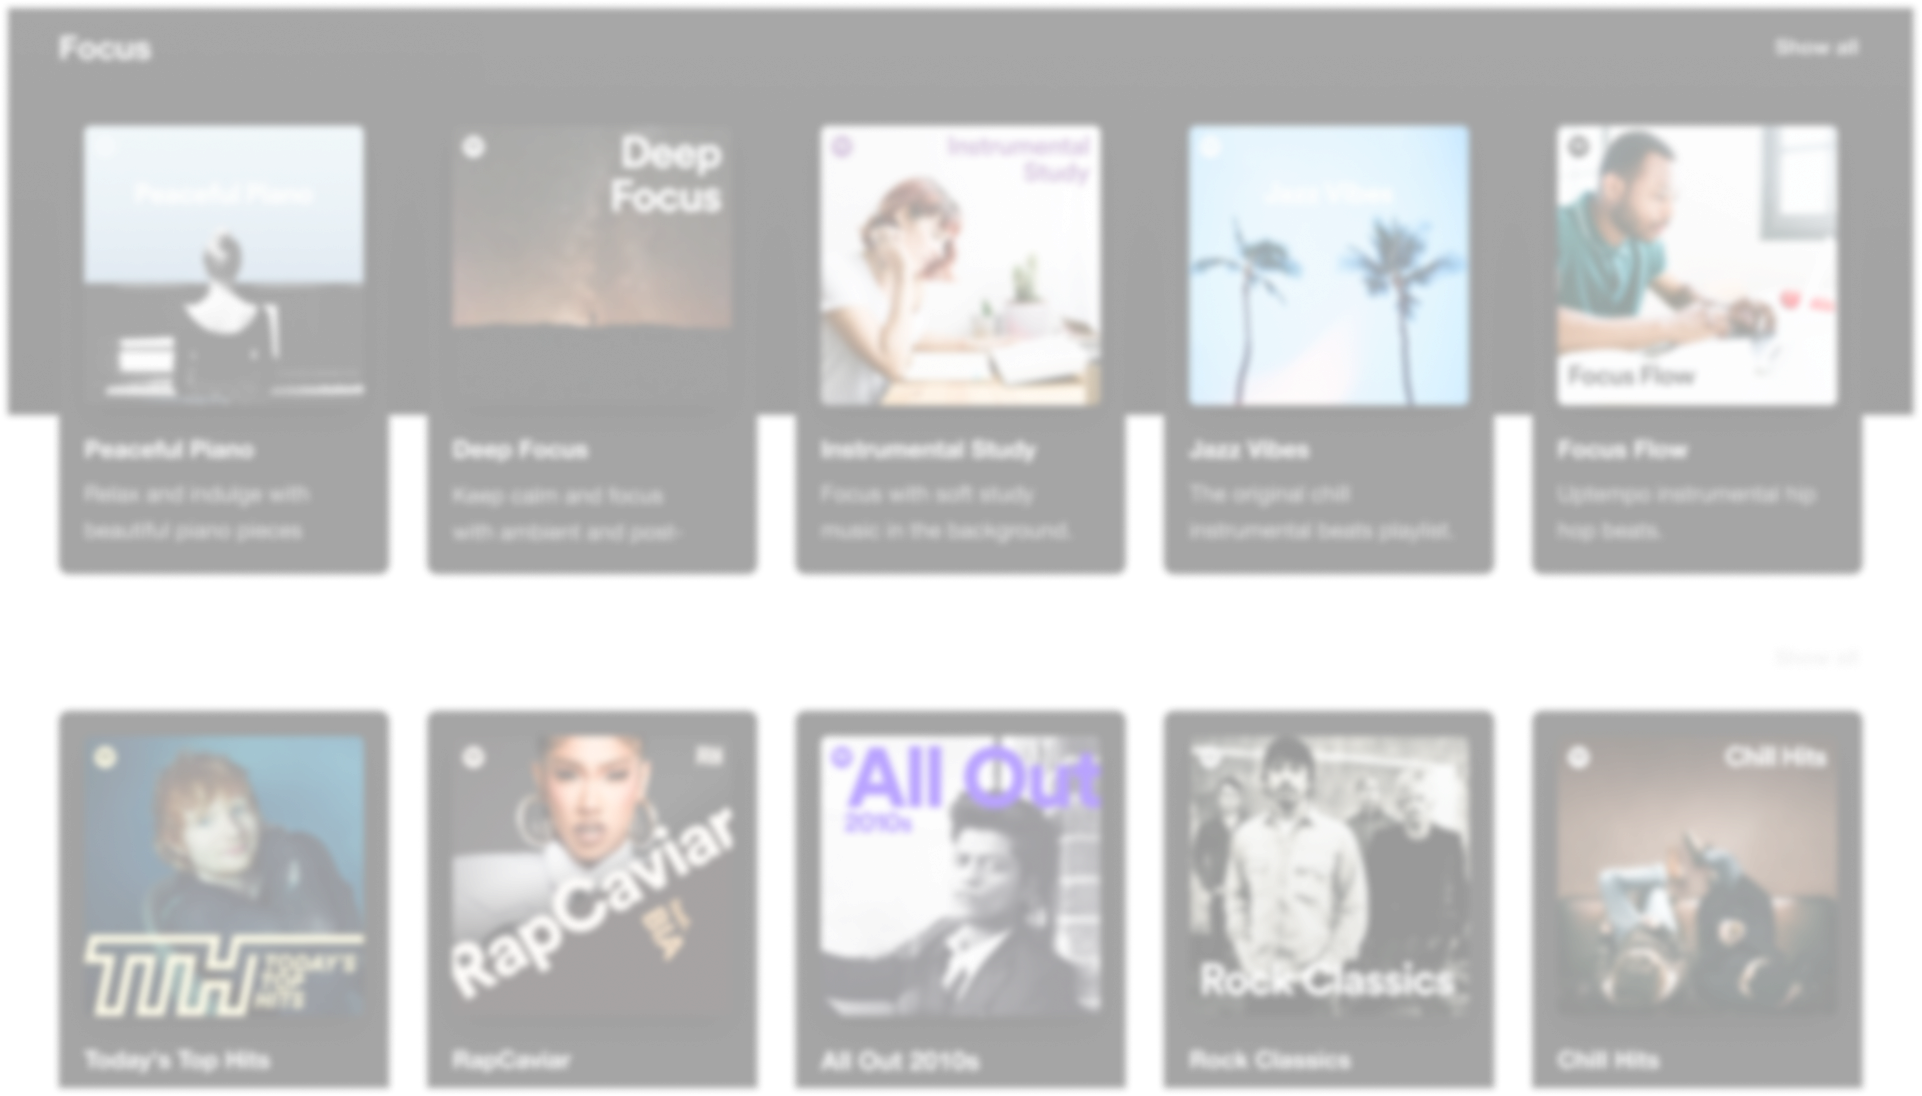 Focus
Show all
Peaceful Piano
Deep
Focus
Instrumental
Study
Jazz Vibes
Focus Flow
Peaceful Piano
Relax and indulge with
beautiful piano pieces
Deep Focus
Keep calm and focus
with ambient and post-
Instrumental Study
Focus with soft study
music in the background.
Jazz Vibes
The original chill
instrumental beats playlist.
Focus Flow
Uptempo instrumental hip
hop beats.
Show all
TTH TODAY'S
TOP
HITS
RapCaviar
All Out
2010s
Rock Classics
Chill Hits
Today's Top Hits
RapCaviar
All Out 2010s
Rock Classics
Chill Hits